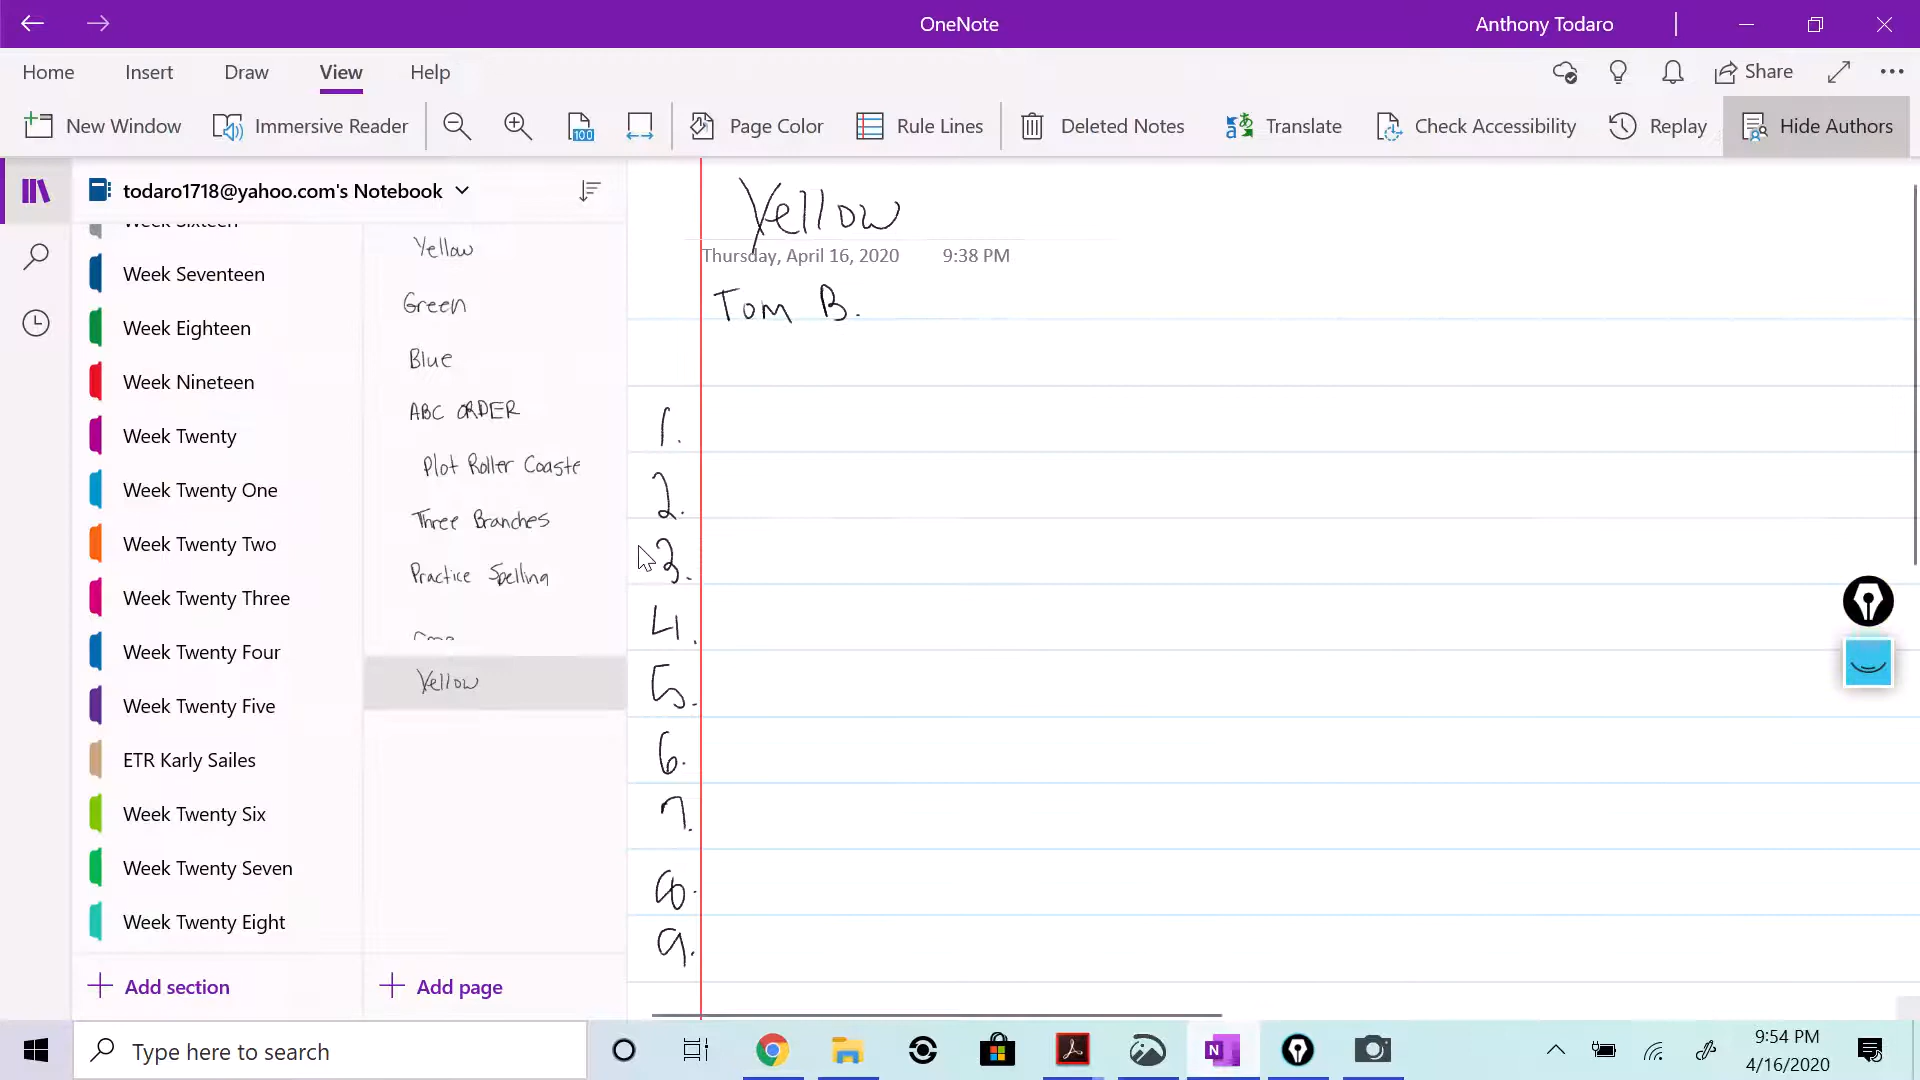 OneNote
Anthony Todaro
Home Insert Draw View Help
Share
New Window Immersive Reader 100 Page Color Rule Lines Deleted Notes Translate Check Accessibility Replay Hide Authors
todaro1718@yahoo.com's Notebook
Week Sixteen
Week Seventeen
Week Eighteen
Week Nineteen
Week Twenty
Week Twenty One
Week Twenty Two
Week Twenty Three
Week Twenty Four
Week Twenty Five
ETR Karly Sailes
Week Twenty Six
Week Twenty Seven
Week Twenty Eight
Add section
Yellow
Green
Blue
ABC ORDER
Plot Roller Coaste
Three Branches
Practice Spelling
Yellow
Add page
Yellow
Thursday, April 16, 2020 9:38 PM
Tom B.
1.
2.
3.
4.
5.
6.
7.
8.
9.
Type here to search
9:54 PM
4/16/2020